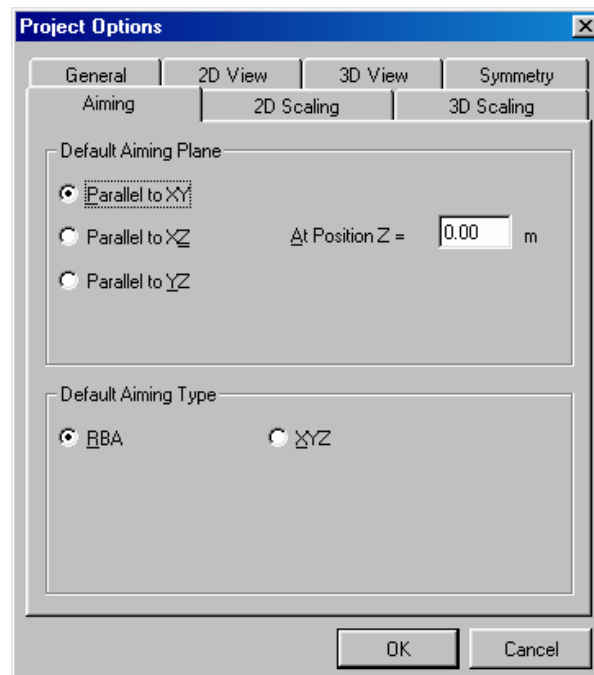 Project Options
General 2D View 3D View Symmetry
Aiming 2D Scaling 3D Scaling
Default Aiming Plane
Parallel to XY
Parallel to XZ At Position Z = 0.00 m
Parallel to YZ
Default Aiming Type
RBA XYZ
OK Cancel